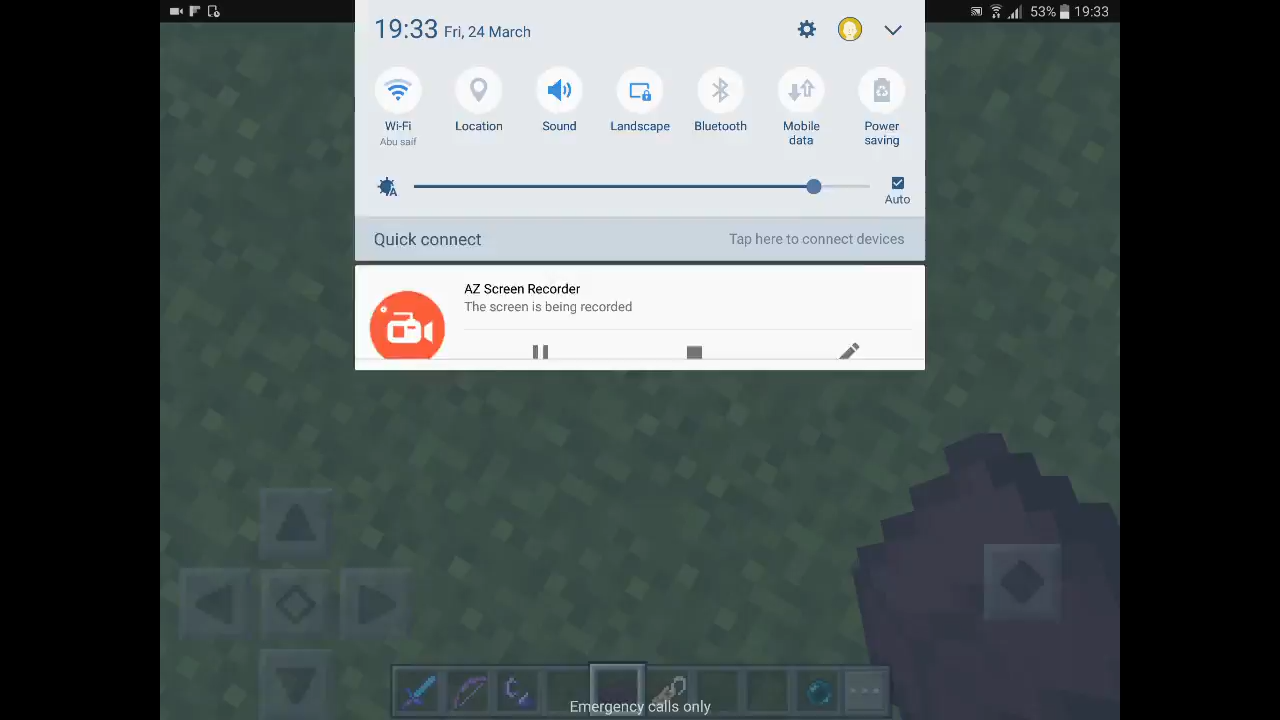 53% 19:33
19:33 Fri, 24 March
Wi-Fi
Abu saif
Location
Sound
Landscape
Bluetooth
Mobile
data
Power
saving
A
Auto
Quick connect
Tap here to connect devices
AZ Screen Recorder
The screen is being recorded
Emergency calls only